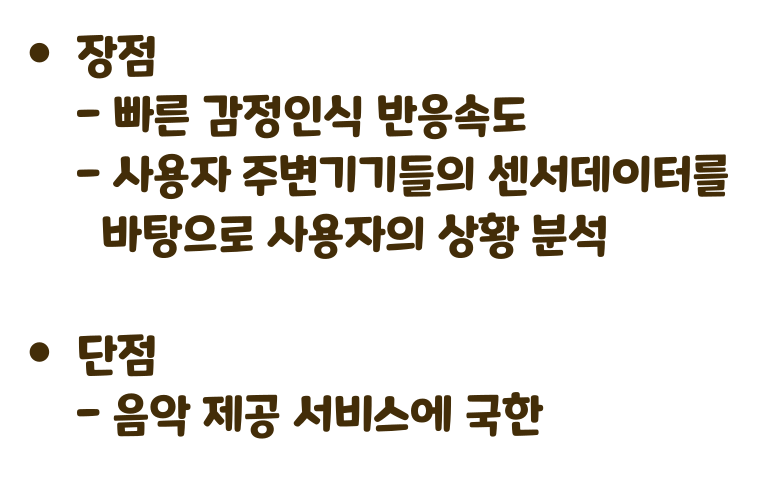 • 장점
- 빠른 감정인식 반응속도
- 사용자 주변기기들의 센서데이터를
바탕으로 사용자의 상황 분석
• 단점
- 음악 제공 서비스에 국한